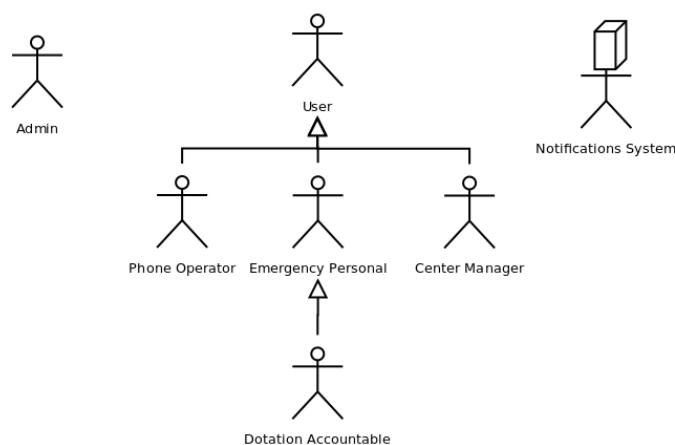 User
Admin
Notifications System
Phone Operator
Emergency Personal
Center Manager
Dotation Accountable